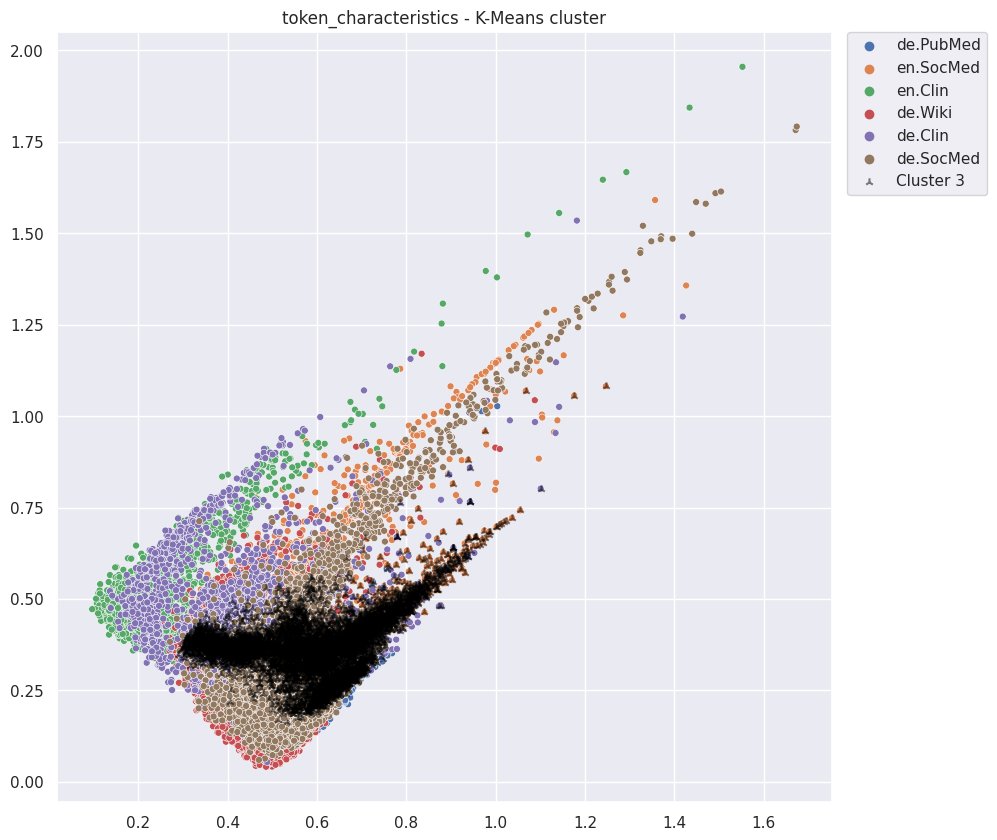 token_characteristics - K-Means cluster
2.00
1.75
1.50
1.25
1.00
0.75
0.50
0.25
0.00
0.2 0.4 0.6 0.8 1.0 1.2 1.4 1.6
de.PubMed
en.SocMed
en.Clin
de.Wiki
de.Clin
de.SocMed
Cluster 3